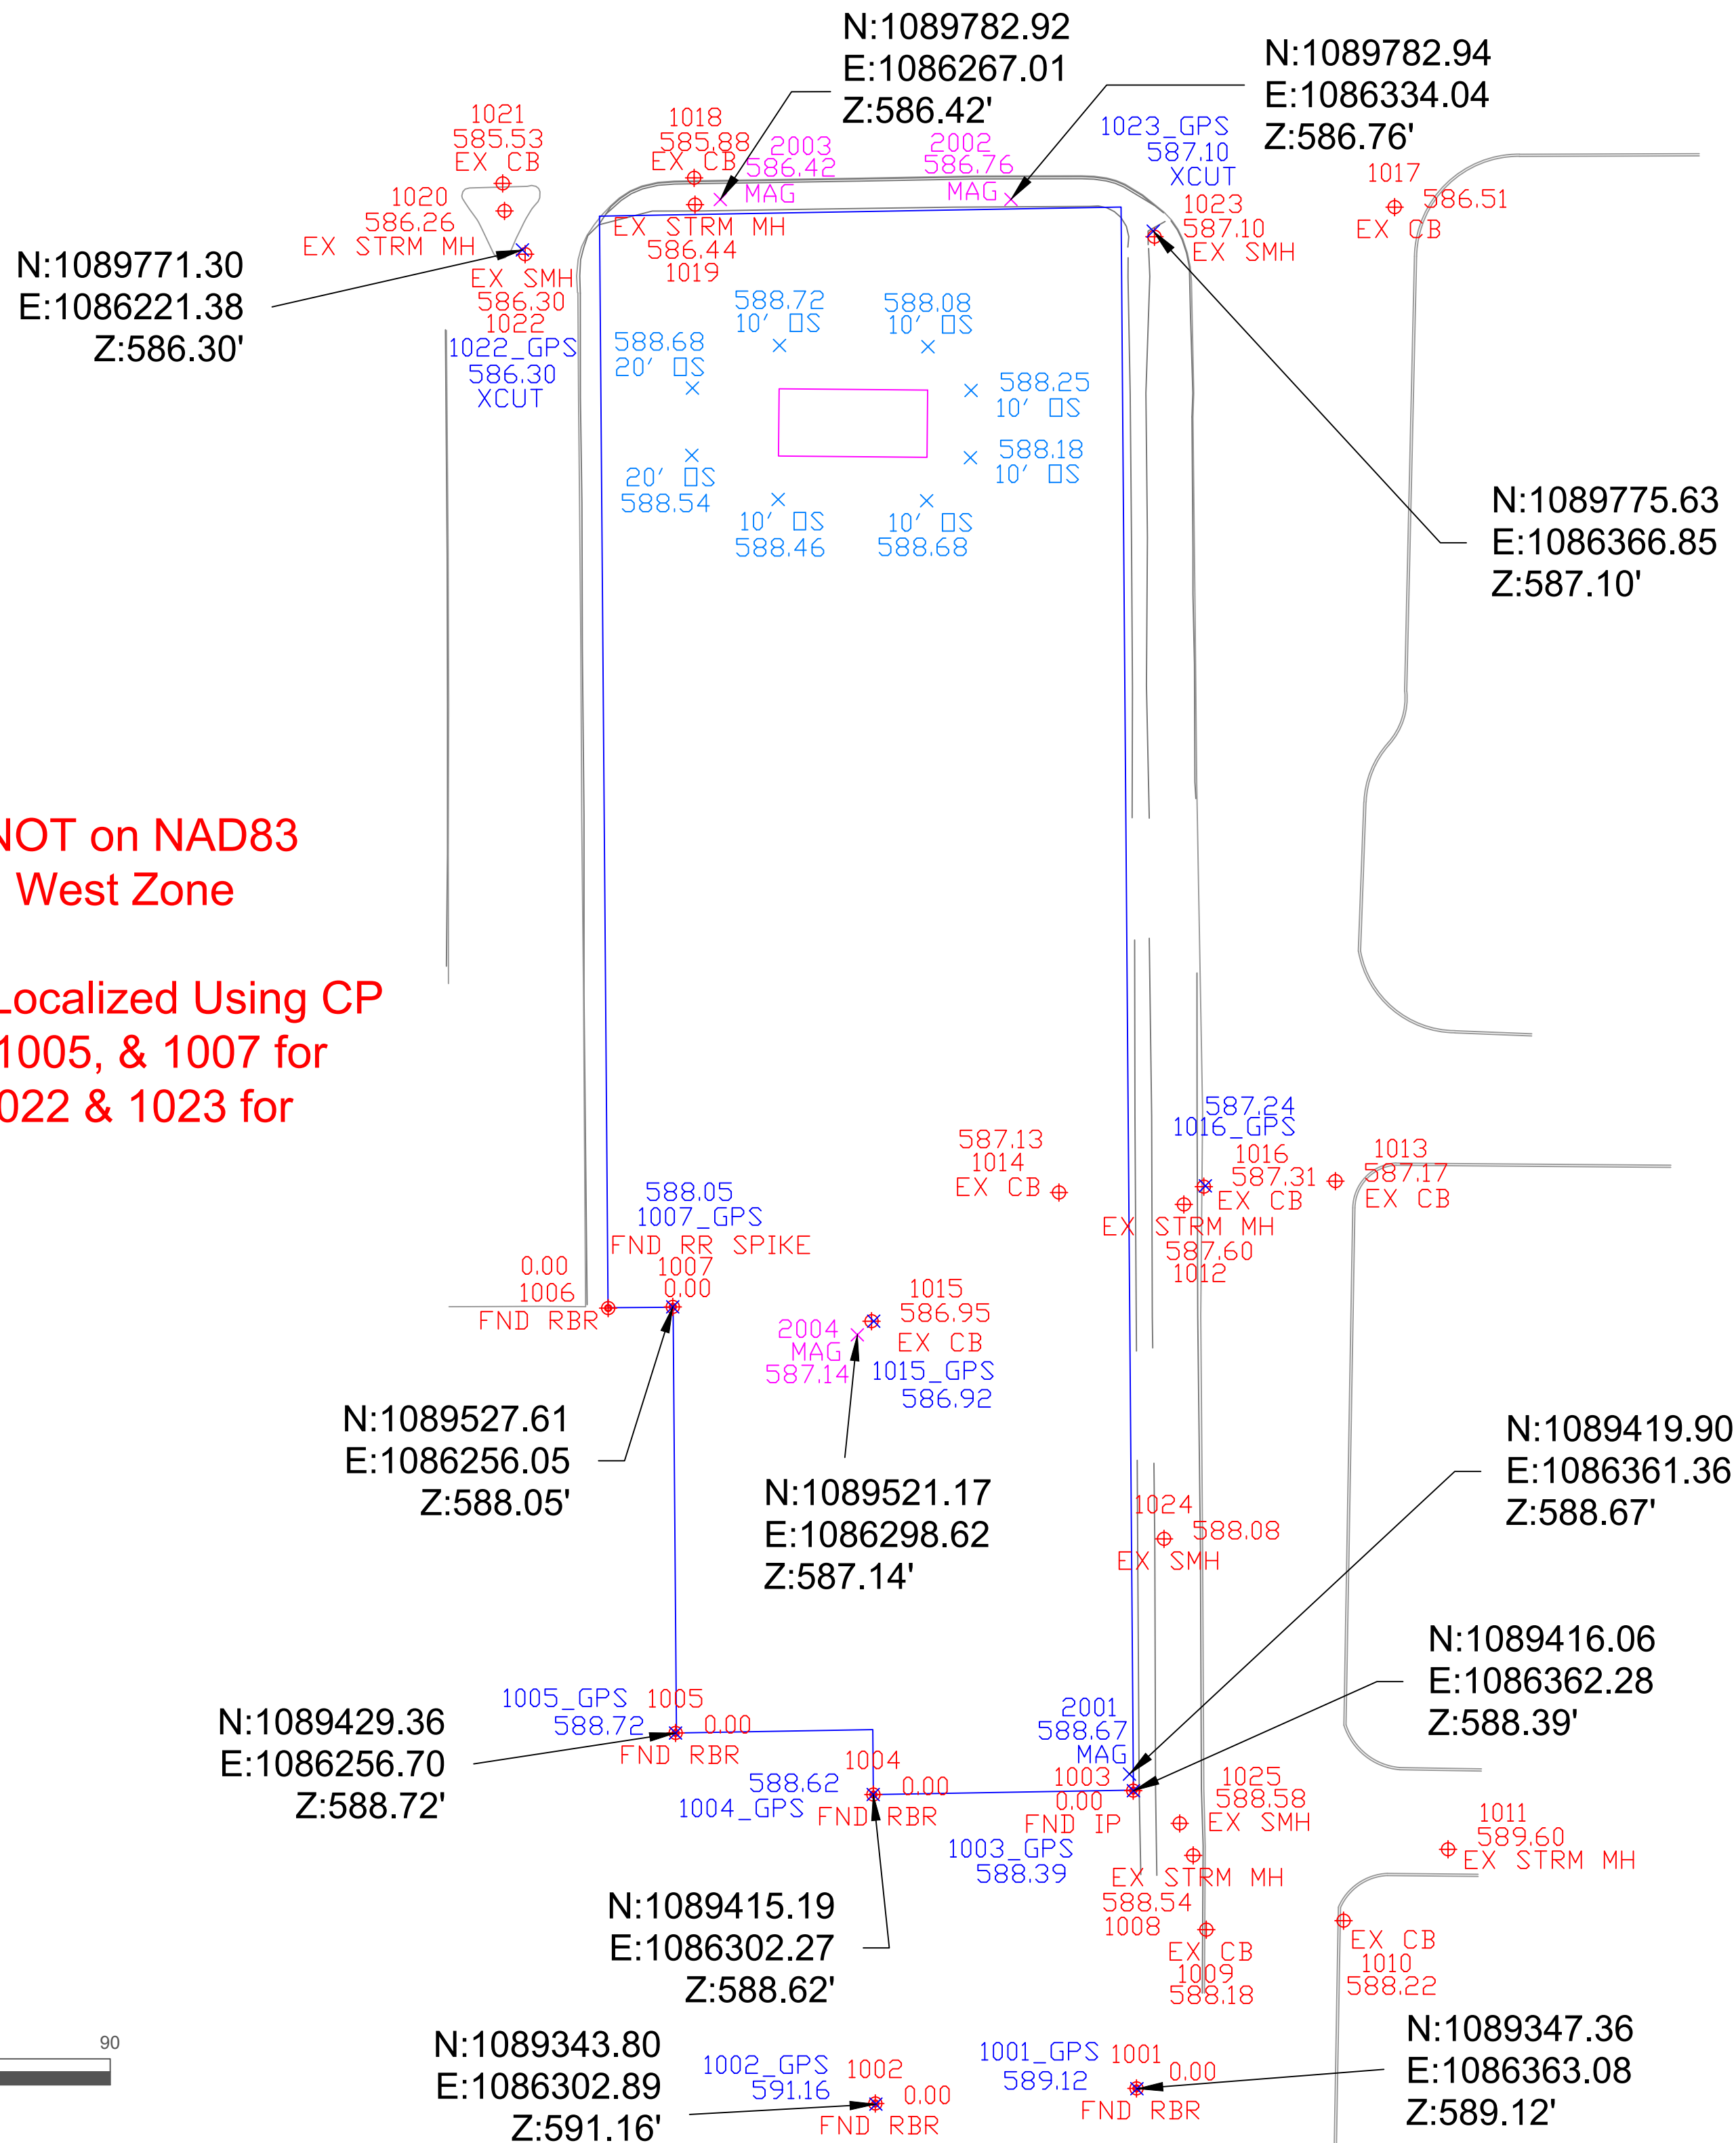 N:1089782.92
E:1086267.01
Z:586.42'
N:1089782.94
E:1086334.04
Z:586.76'
1021
585.53
EX CB
1018
585.88
EX CB
2003
586.42
MAG
2002
586.76
MAG
1023_GPS
587.10
XCUT
1017
586.51
EX CB
1020
586.26
EX STRM MH
1023
587.10
EX SMH
EX STRM MH
586.44
1019
N:1089771.30
E:1086221.38
Z:586.30'
EX SMH
586.30
1022
1022_GPS
586.30
XCUT
588.72
10' OS
588.08
10' OS
588.68
20' OS
588.25
10' OS
588.18
10' OS
20' OS
588.54
10' OS
588.46
10' OS
588.68
N:1089775.63
E:1086366.85
Z:587.10'
NOT on NAD83
West Zone
Localized Using CP
1005, & 1007 for
022 & 1023 for
587.24
1016_GPS
587.13
1014
EX CB
1016
587.31
EX CB
1013
587.17
EX CB
EX STRM MH
587.60
1012
588.05
1007_GPS
FND RR SPIKE
1007
0.00
0.00
1006
FND RBR
1015
586.95
EX CB
1015_GPS
586.92
2004
MAG
587.14
N:1089527.61
E:1086256.05
Z:588.05'
N:1089521.17
E:1086298.62
Z:587.14'
N:1089419.90
E:1086361.36
Z:588.67'
1024
588.08
EX SMH
N:1089416.06
E:1086362.28
Z:588.39'
1005_GPS
588.72
1005
0.00
FND RBR
N:1089429.36
E:1086256.70
Z:588.72'
2001
588.67
MAG
1004
0.00
FND RBR
588.62
1004_GPS
1003
0.00
FND IP
1003_GPS
588.39
1025
588.58
EX SMH
1011
589.60
EX STRM MH
EX STRM MH
588.54
1008
N:1089415.19
E:1086302.27
Z:588.62'
EX CB
1009
588.18
EX CB
1010
588.22
90
N:1089343.80
E:1086302.89
Z:591.16'
1002_GPS
591.16
1002
0.00
FND RBR
1001_GPS
589.12
1001
0.00
FND RBR
N:1089347.36
E:1086363.08
Z:589.12'